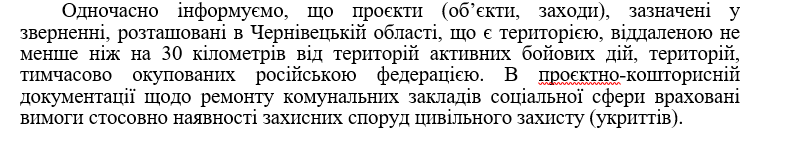 Одночасно інформуємо, що проєкти (об’єкти, заходи), зазначені у
зверненні, розташовані в Чернівецькій області, що є територією, віддаленою не
менше ніж на 30 кілометрів від територій активних бойових дій, територій,
тимчасово окупованих російською федерацією. В проєктно-кошторисній
документації щодо ремонту комунальних закладів соціальної сфери враховані
вимоги стосовно наявності захисних споруд цивільного захисту (укриттів).